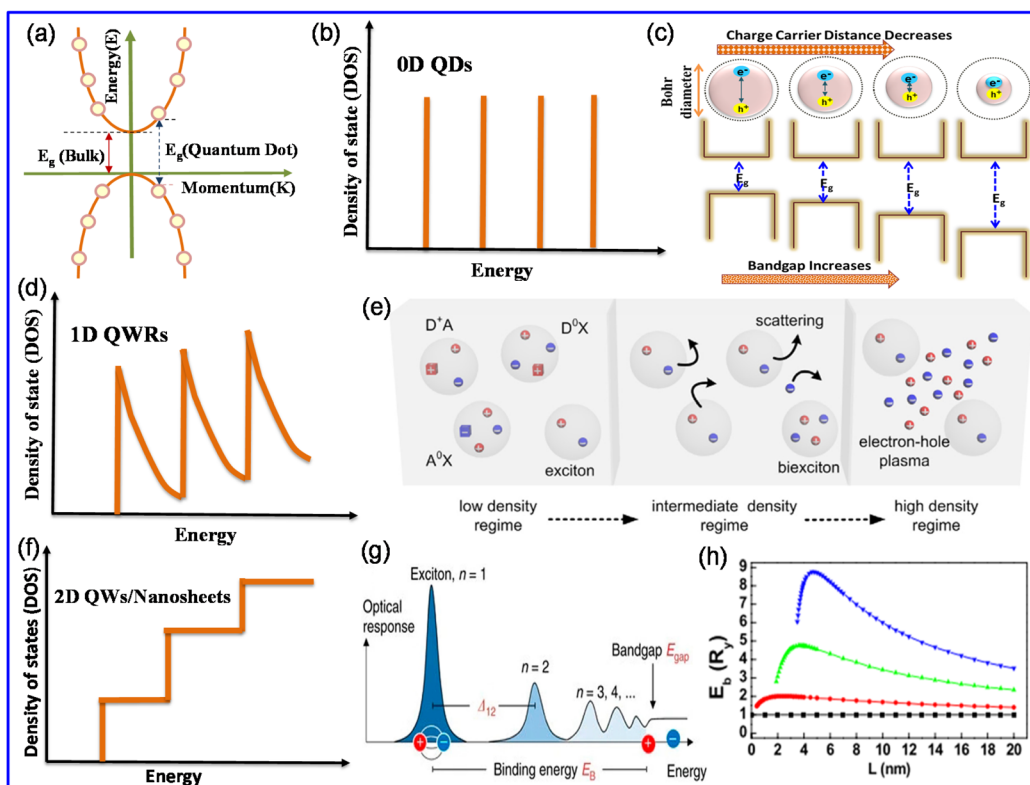 (a)
Energy(E)
Eg (Bulk)
Eg(Quantum Dot)
Momentum(K)
(b)
Density of state (DOS)
0D QDs
Energy
(c)
Charge Carrier Distance Decreases
Bohr
diameter
e- e- e- e-
h+ h+ h+ h+
Eg Eg Eg Eg
Bandgap Increases
(d)
1D QWRs
Density of state (DOS)
Energy
(e)
D+A
D0X
A0X
exciton
scattering
biexciton
electron-hole
plasma
low density
regime
intermediate density
regime
high density
regime
(f)
2D QWs/Nanosheets
Density of states (DOS)
Energy
(g)
Exciton, n = 1
Optical
response
n = 2
Bandgap Egap
n = 3, 4, ...
Δ12
+ − + −
Binding energy EB
Energy
(h)
Eb (Ry)
9
8
7
6
5
4
3
2
1
0
0 2 4 6 8 10 12 14 16 18 20
L (nm)